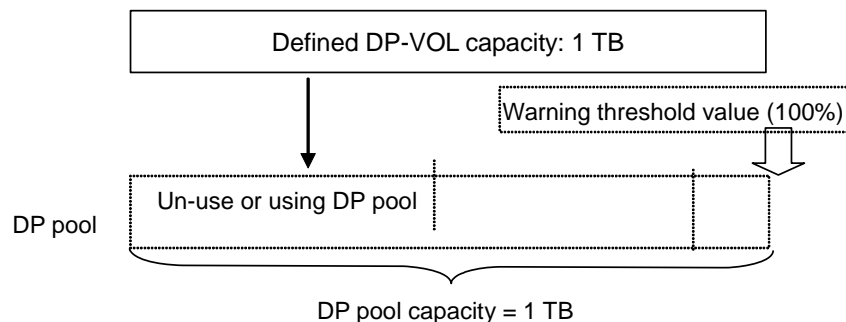 Defined DP-VOL capacity: 1 TB
Warning threshold value (100%)
Un-use or using DP pool
DP pool
DP pool capacity = 1 TB